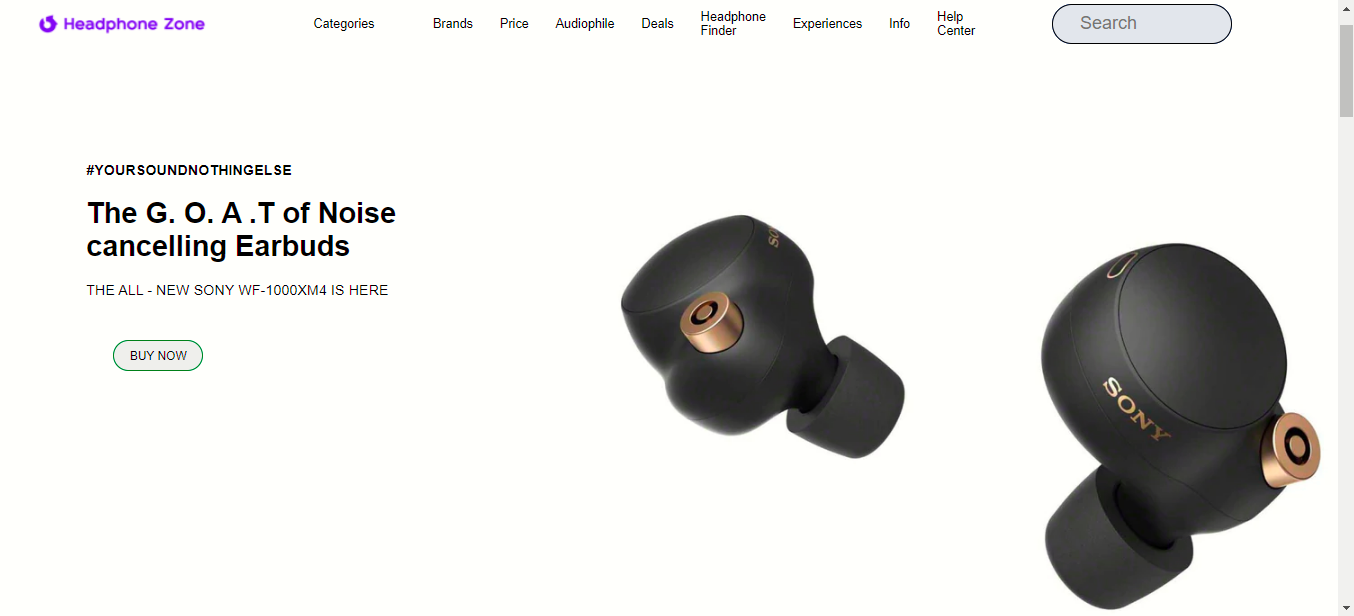 Headphone Zone
Categories
Brands
Price
Audiophile
Deals
Headphone
Finder
Experiences
Info
Help
Center
Search
#YOURSOUNDNOTHINGELSE
The G. O. A .T of Noise
cancelling Earbuds
THE ALL - NEW SONY WF-1000XM4 IS HERE
BUY NOW
SO
SONY